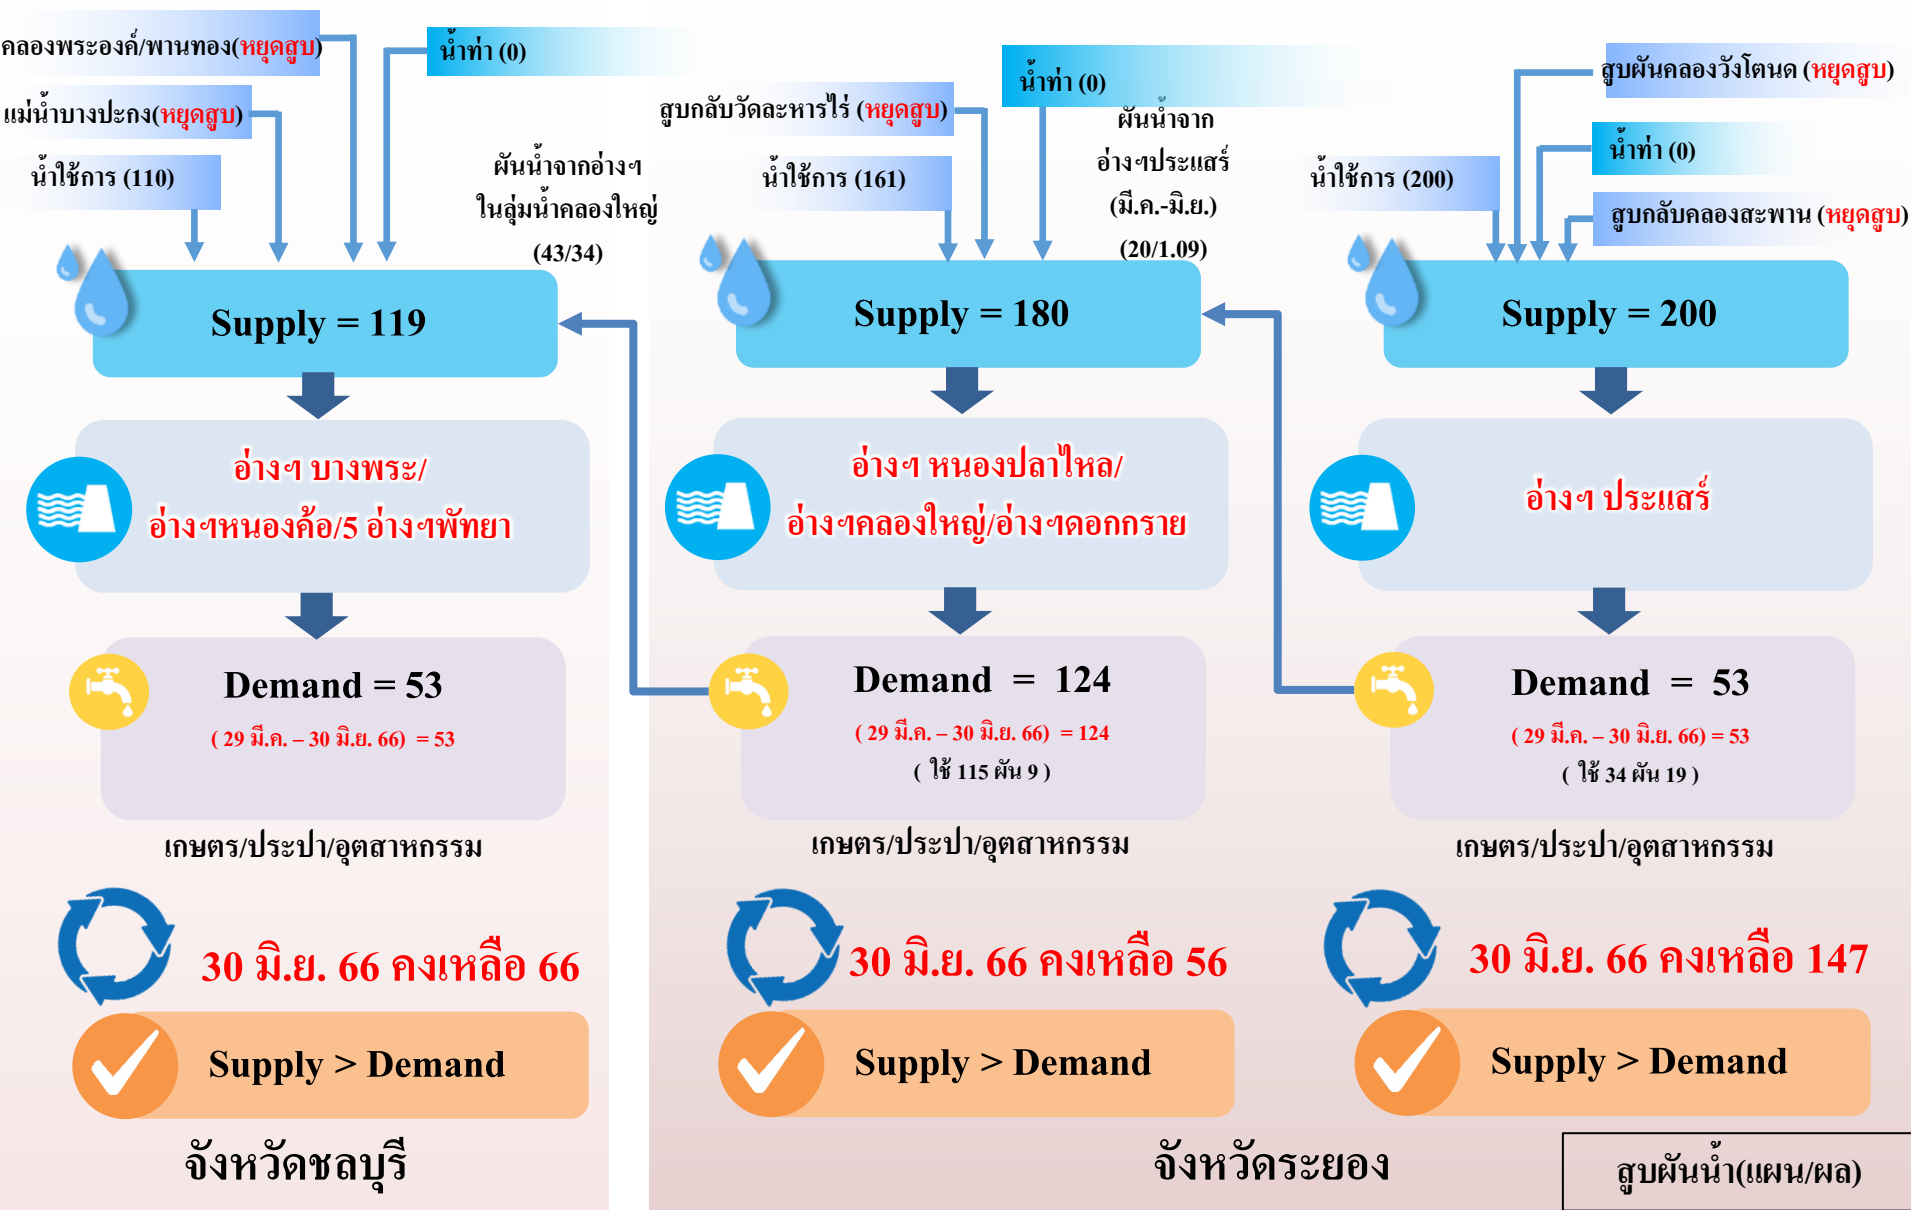 คลองพระองค์/พานทอง(หยุดสูบ)
น้ำท่า (0)
แม่น้ำบางปะกง(หยุดสูบ)
น้ำใช้การ (110)
ผันน้ำจากอ่างฯ
ในลุ่มน้ำคลองใหญ่
(43/34)
Supply = 119
อ่างฯ บางพระ/
อ่างฯหนองค้อ/5 อ่างฯพัทยา
Demand = 53
( 29 มี.ค. – 30 มิ.ย. 66) = 53
เกษตร/ประปา/อุตสาหกรรม
30 มิ.ย. 66 คงเหลือ 66
Supply > Demand
จังหวัดชลบุรี
น้ำท่า (0)
สูบกลับวัดละหารไร่ (หยุดสูบ)
น้ำใช้การ (161)
ผันน้ำจาก
อ่างฯประแสร์
(มี.ค.-มิ.ย.)
(20/1.09)
Supply = 180
อ่างฯ หนองปลาไหล/
อ่างฯคลองใหญ่/อ่างฯดอกกราย
Demand = 124
( 29 มี.ค. – 30 มิ.ย. 66) = 124
( ใช้ 115 ผัน 9 )
เกษตร/ประปา/อุตสาหกรรม
30 มิ.ย. 66 คงเหลือ 56
Supply > Demand
สูบผันคลองวังโตนด (หยุดสูบ)
น้ำท่า (0)
น้ำใช้การ (200)
สูบกลับคลองสะพาน (หยุดสูบ)
Supply = 200
อ่างฯ ประแสร์
Demand = 53
( 29 มี.ค. – 30 มิ.ย. 66) = 53
( ใช้ 34 ผัน 19 )
เกษตร/ประปา/อุตสาหกรรม
30 มิ.ย. 66 คงเหลือ 147
Supply > Demand
จังหวัดระยอง
สูบผันน้ำ(แผน/ผล)